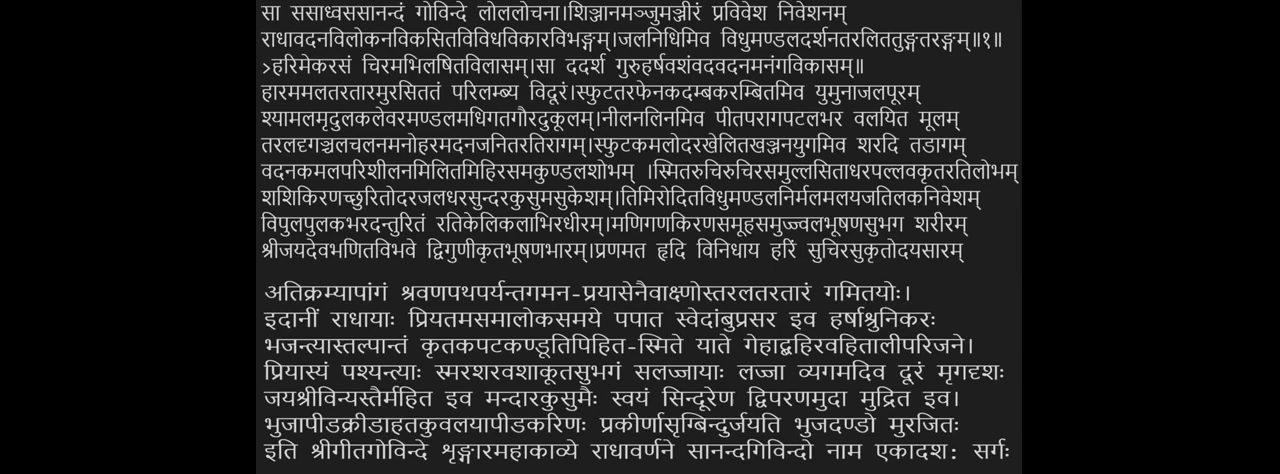 सा ससाध्वससानन्दं गोविन्दे लोललोचना।शिञ्जानमञ्जुमञ्जीरं प्रविवेश निवेशनम्
राधावदनविलोकनविकसितविविधविकारविभङ्गम्।जलनिधिमिव विधुमण्डलदर्शनतरलिततुङ्गतरङ्गम्॥१॥
>हरिमेकरसं चिरमभिलषितविलासम्।सा ददर्श गुरुहर्षवशंवदवदनमनंगविकासम्॥
हारममलतरतारमुरसिततं परिलम्ब्य विदूरं।स्फुटतरफेनकदम्बकरम्बितमिव युमुनाजलपूरम्
श्यामलमृदुलकलेवरमण्डलमधिगतगौरदुकूलम्।नीलनलिनमिव पीतपरागपटलभर वलयित मूलम्
तरलदृगञ्चलचलनमनोहरमदनजनितरतिरागम्।स्फुटकमलोदरखेलितखञ्जनयुगमिव शरदि तडागम्
वदनकमलपरिशीलनमिलितमिहिरसमकुण्डलशोभम् ।स्मितरुचिरुचिरसमुल्लसिताधरपल्लवकृतरतिलोभम्
शशिकिरणच्छुरितोदरजलधरसुन्दरकुसुमसुकेशम्।तिमिरोदितविधुमण्डलनिर्मलमलयजतिलकनिवेशम्
विपुलपुलकभरदन्तुरितं रतिकेलिकलाभिरधीरम्।मणिगणकिरणसमूहसमुज्ज्वलभूषणसुभग शरीरम्
श्रीजयदेवभणितविभवे द्विगुणीकृतभूषणभारम्।प्रणमत हृदि विनिधाय हरिं सुचिरसुकृतोदयसारम्
अतिक्रम्यापांगं श्रवणपथपर्यन्तगमन-प्रयासेनैवाक्ष्णोस्तरलतरतारं गमितयोः।
इदानीं राधायाः प्रियतमसमालोकसमये पपात स्वेदांबुप्रसर इव हर्षाश्रुनिकरः
भजन्त्यास्तल्पान्तं कृतकपटकण्डूतिपिहित-स्मिते याते गेहाद्बहिरवहितालीपरिजने।
प्रियास्यं पश्यन्त्याः स्मरशरवशाकूतसुभगं सलज्जायाः लज्जा व्यगमदिव दूरं मृगदृशः
जयश्रीविन्यस्तैर्महित इव मन्दारकुसुमैः स्वयं सिन्दूरेण द्विपरणमुदा मुद्रित इव।
भुजापीडक्रीडाहतकुवलयापीडकरिणः प्रकीर्णासृग्बिन्दुर्जयति भुजदण्डो मुरजितः
इति श्रीगीतगोविन्दे शृङ्गारमहाकाव्ये राधावर्णने सानन्दगिविन्दो नाम एकादश: सर्गः